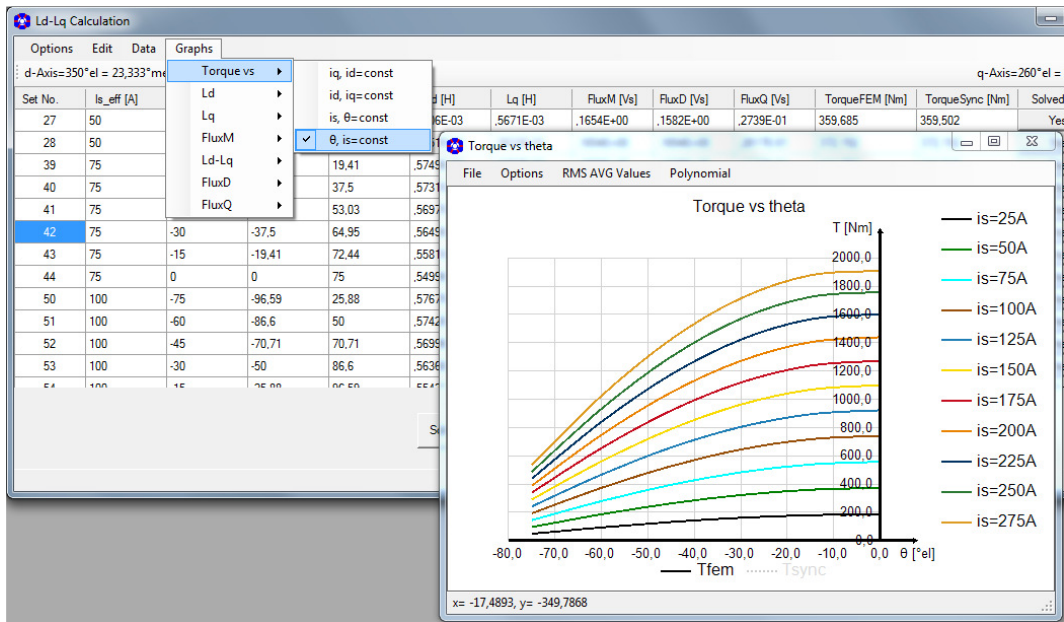 Ld-Lq Calculation
Options Edit Data Graphs
d-Axis=350°el = 23,333°me q-Axis=260°el =
Torque vs
Ld
Lq
FluxM
Ld-Lq
FluxD
FluxQ
iq, id=const
id, iq=const
is, θ=const
θ, is=const
Set No. Is_eff [A] d [H] Lq [H] FluxM [Vs] FluxD [Vs] FluxQ [Vs] TorqueFEM [Nm] TorqueSync [Nm] Solved
27 50 06E-03 ,5671E-03 ,1654E+00 ,1582E+00 ,2739E-01 359,685 359,502 Yes
28 50
39 75 19,41 ,5749
40 75 37,5 ,5731
41 75 53,03 ,5697
42 75 -30 -37,5 64,95 ,5649
43 75 -15 -19,41 72,44 ,5581
44 75 0 0 75 ,5499
50 100 -75 -96,59 25,88 ,5767
51 100 -60 -86,6 50 ,5742
52 100 -45 -70,71 70,71 ,5699
53 100 -30 -50 86,6 ,5636
54 100 -15 -25,88 96,59
Torque vs theta
File Options RMS AVG Values Polynomial
Torque vs theta
T [Nm]
2000,0
1800,0
1600,0
1400,0
1200,0
1000,0
800,0
600,0
400,0
200,0
0,0
-80,0 -70,0 -60,0 -50,0 -40,0 -30,0 -20,0 -10,0 0,0 θ [°el]
Tfem Tsync
is=25A
is=50A
is=75A
is=100A
is=125A
is=150A
is=175A
is=200A
is=225A
is=250A
is=275A
x= -17,4893, y= -349,7868